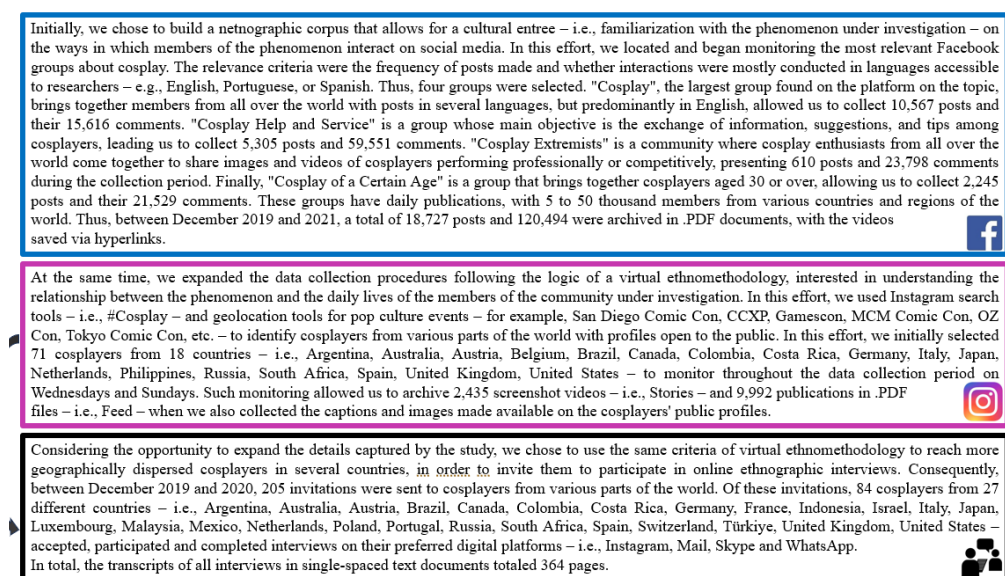 Initially, we chose to build a netnographic corpus that allows for a cultural entree – i.e., familiarization with the phenomenon under investigation – on
the ways in which members of the phenomenon interact on social media. In this effort, we located and began monitoring the most relevant Facebook
groups about cosplay. The relevance criteria were the frequency of posts made and whether interactions were mostly conducted in languages accessible
to researchers – e.g., English, Portuguese, or Spanish. Thus, four groups were selected. "Cosplay", the largest group found on the platform on the topic,
brings together members from all over the world with posts in several languages, but predominantly in English, allowed us to collect 10,567 posts and
their 15,616 comments. "Cosplay Help and Service" is a group whose main objective is the exchange of information, suggestions, and tips among
cosplayers, leading us to collect 5,305 posts and 59,551 comments. "Cosplay Extremists" is a community where cosplay enthusiasts from all over the
world come together to share images and videos of cosplayers performing professionally or competitively, presenting 610 posts and 23,798 comments
during the collection period. Finally, "Cosplay of a Certain Age" is a group that brings together cosplayers aged 30 or over, allowing us to collect 2,245
posts and their 21,529 comments. These groups have daily publications, with 5 to 50 thousand members from various countries and regions of the
world. Thus, between December 2019 and 2021, a total of 18,727 posts and 120,494 were archived in .PDF documents, with the videos
saved via hyperlinks.
At the same time, we expanded the data collection procedures following the logic of a virtual ethnomethodology, interested in understanding the
relationship between the phenomenon and the daily lives of the members of the community under investigation. In this effort, we used Instagram search
tools – i.e., #Cosplay – and geolocation tools for pop culture events – for example, San Diego Comic Con, CCXP, Gamescon, MCM Comic Con, OZ
Con, Tokyo Comic Con, etc. – to identify cosplayers from various parts of the world with profiles open to the public. In this effort, we initially selected
71 cosplayers from 18 countries – i.e., Argentina, Australia, Austria, Belgium, Brazil, Canada, Colombia, Costa Rica, Germany, Italy, Japan,
Netherlands, Philippines, Russia, South Africa, Spain, United Kingdom, United States – to monitor throughout the data collection period on
Wednesdays and Sundays. Such monitoring allowed us to archive 2,435 screenshot videos – i.e., Stories – and 9,992 publications in .PDF
files – i.e., Feed – when we also collected the captions and images made available on the cosplayers' public profiles.
Considering the opportunity to expand the details captured by the study, we chose to use the same criteria of virtual ethnomethodology to reach more
geographically dispersed cosplayers in several countries, in order to invite them to participate in online ethnographic interviews. Consequently,
between December 2019 and 2020, 205 invitations were sent to cosplayers from various parts of the world. Of these invitations, 84 cosplayers from 27
different countries – i.e., Argentina, Australia, Austria, Brazil, Canada, Colombia, Costa Rica, Germany, France, Indonesia, Israel, Italy, Japan,
Luxembourg, Malaysia, Mexico, Netherlands, Poland, Portugal, Russia, South Africa, Spain, Switzerland, Türkiye, United Kingdom, United States –
accepted, participated and completed interviews on their preferred digital platforms – i.e., Instagram, Mail, Skype and WhatsApp.
In total, the transcripts of all interviews in single-spaced text documents totaled 364 pages.